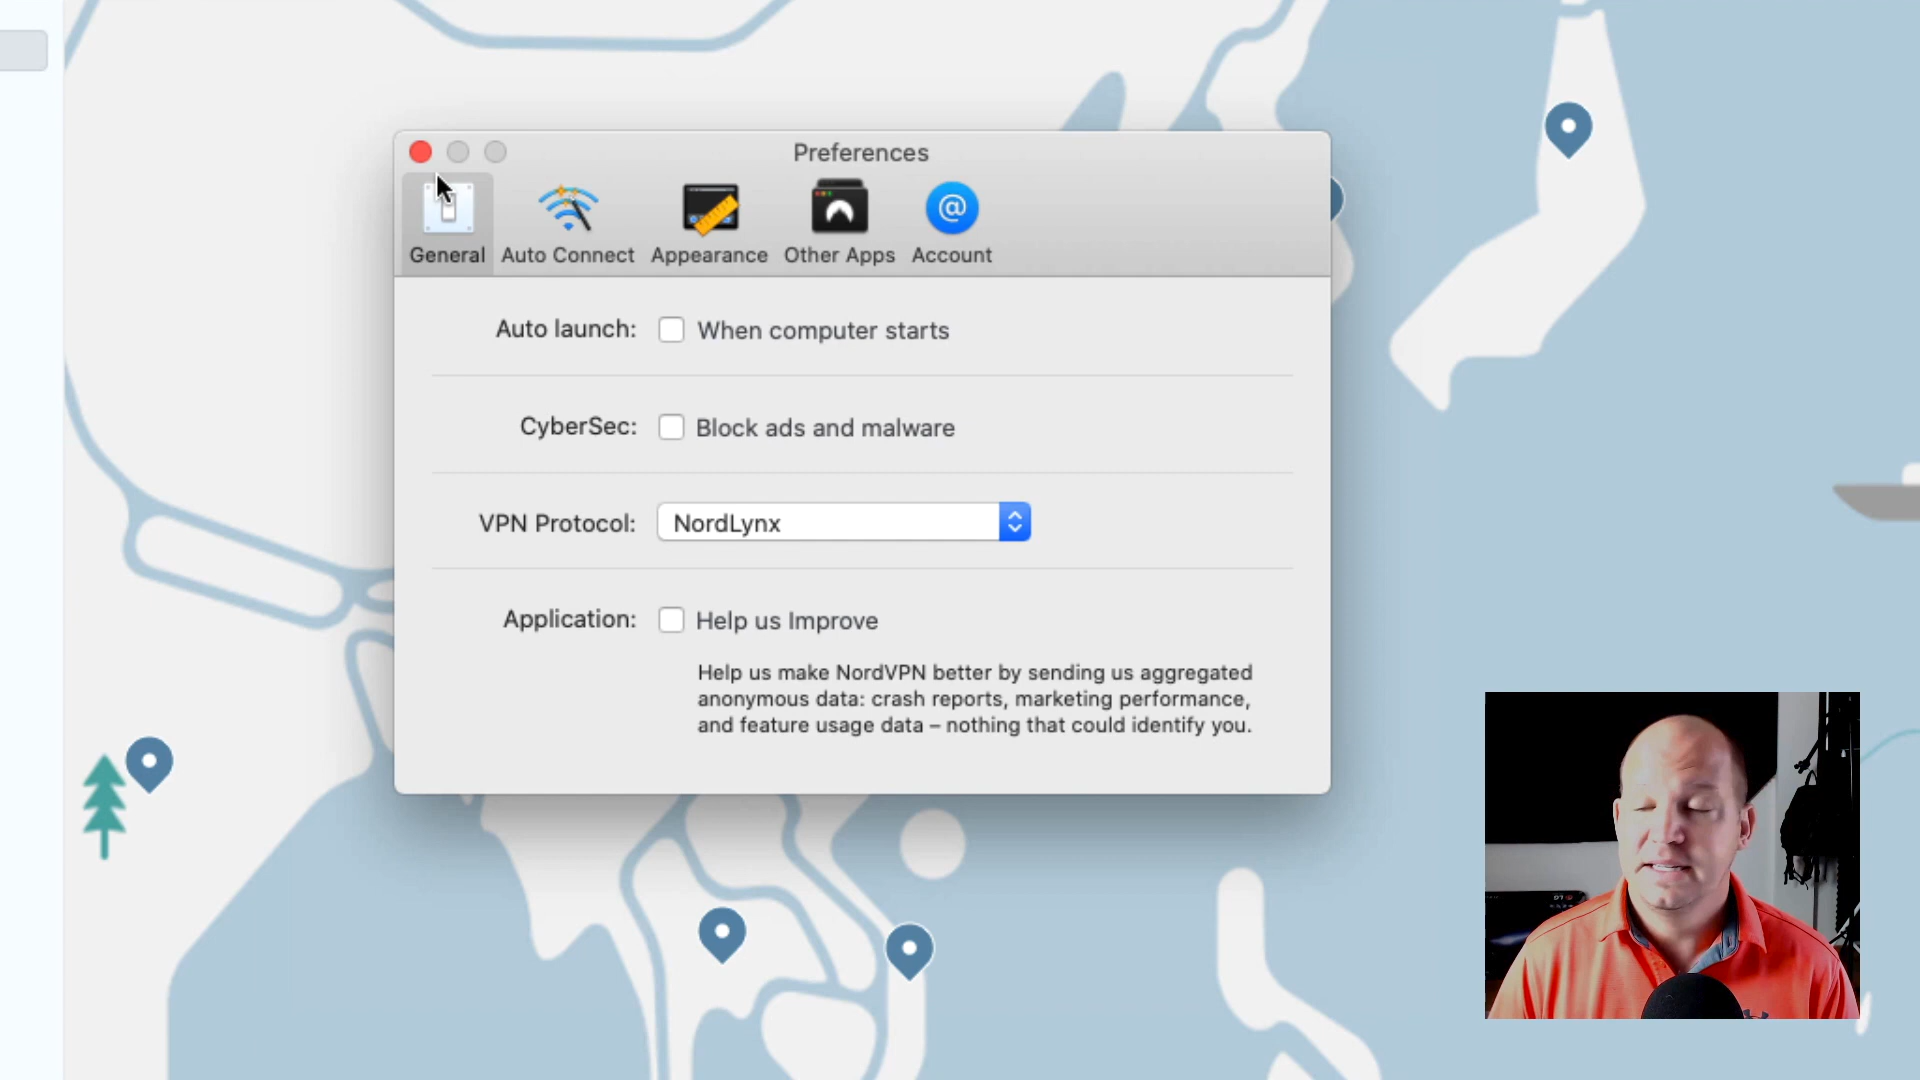 Preferences
General Auto Connect Appearance Other Apps @ Account
Auto launch: When computer starts
CyberSec: Block ads and malware
VPN Protocol: NordLynx
Application: Help us Improve
Help us make NordVPN better by sending us aggregated
anonymous data: crash reports, marketing performance,
and feature usage data – nothing that could identify you.